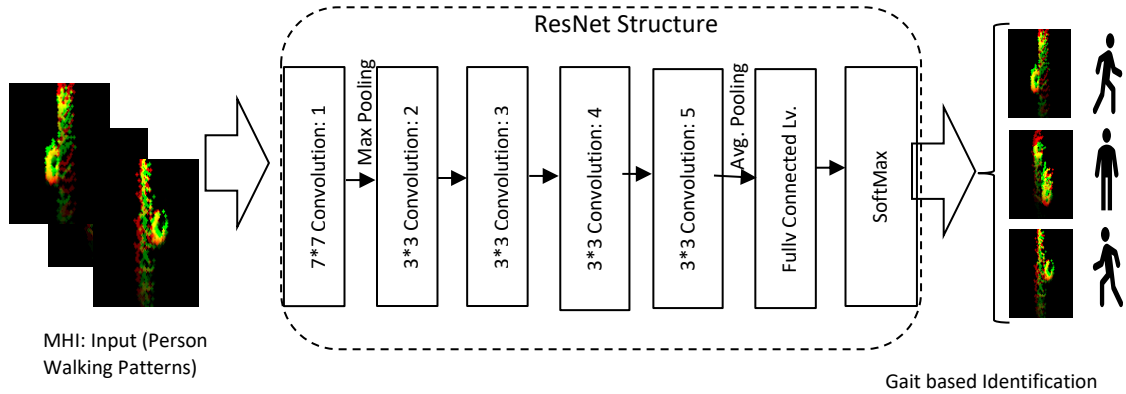 ResNet Structure
7*7 Convolution: 1
Max Pooling
3*3 Convolution: 2
3*3 Convolution: 3
3*3 Convolution: 4
3*3 Convolution: 5
Avg. Pooling
Fully Connected Lv.
SoftMax
MHI: Input (Person
Walking Patterns)
Gait based Identification